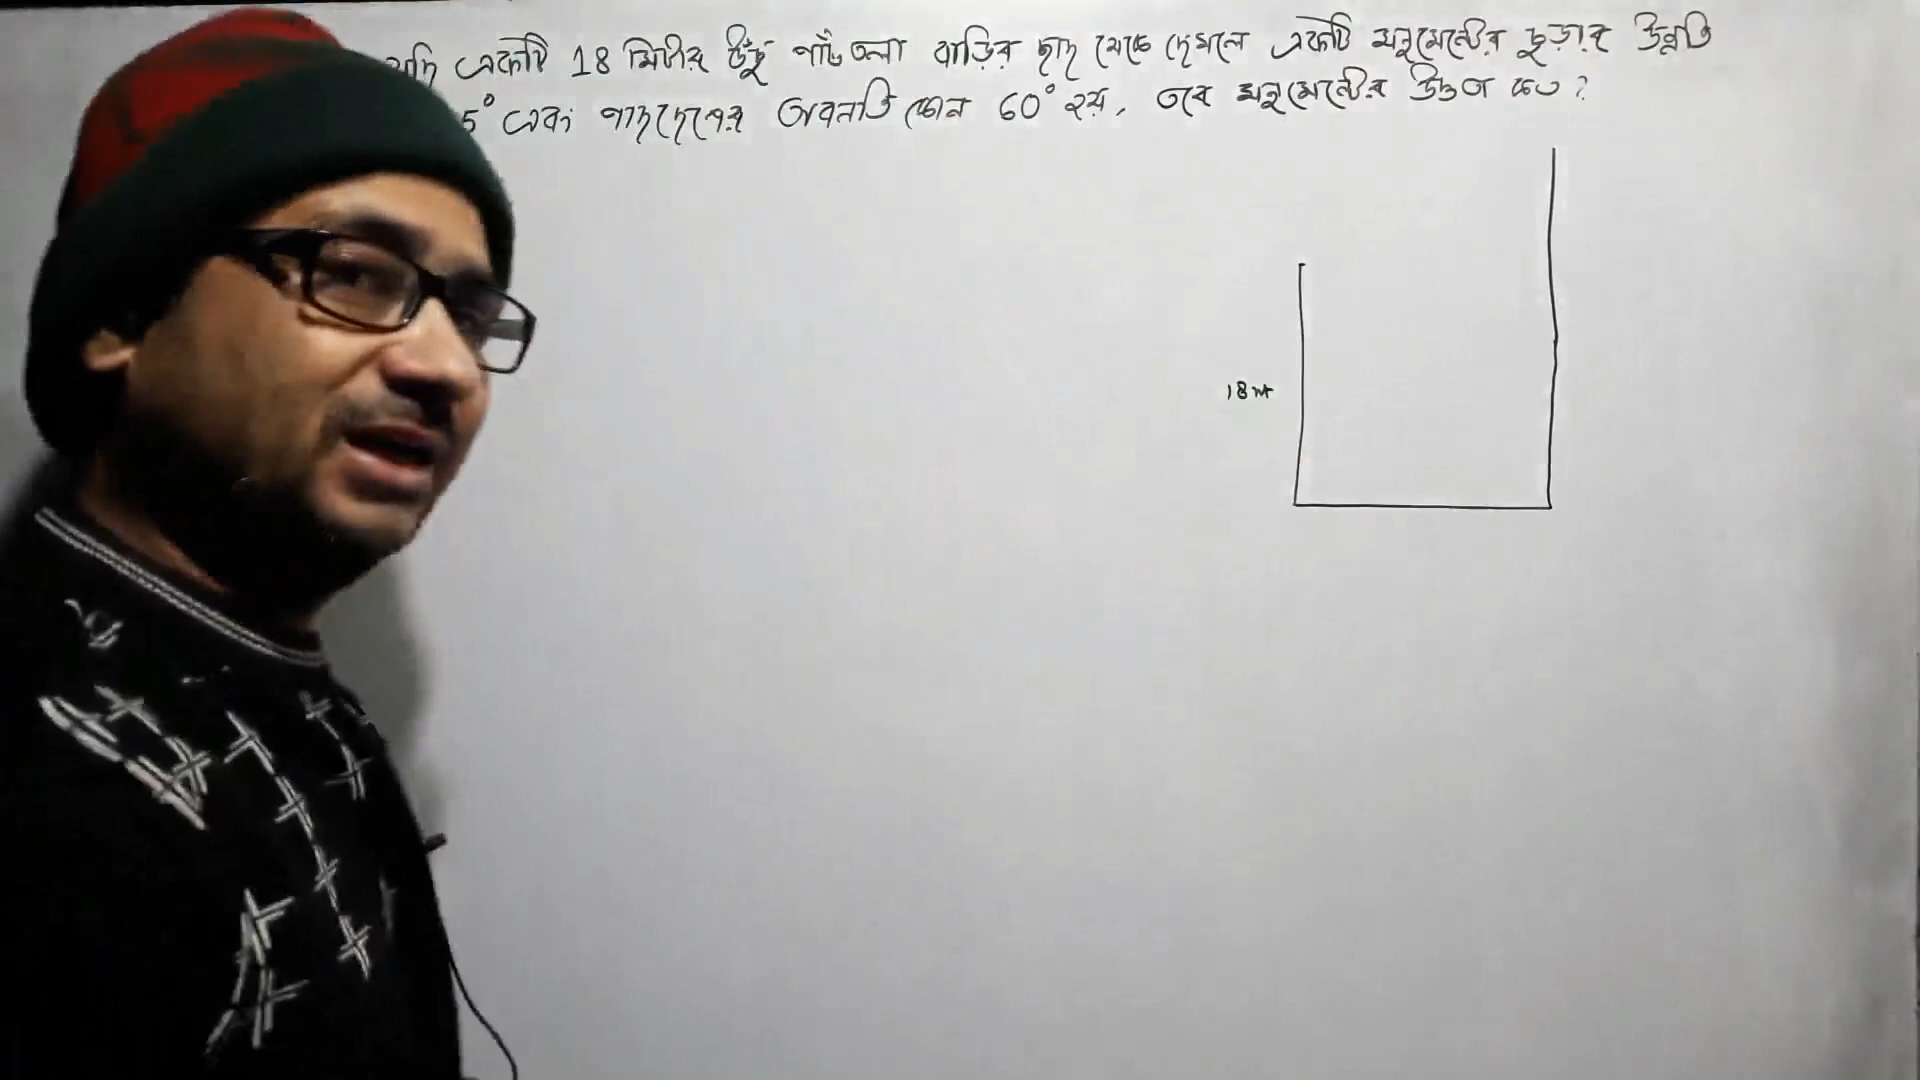 যদি একটি 18 মিটার উঁচু পাঁচতলা বাড়ির ছাদ থেকে দেখলে একটি মনুমেন্টের চূড়ার উন্নতি
5° এবং পাদদেশের অবনতি কোন 60° হয়, তবে মনুমেন্টের উচ্চতা কত?
18 m